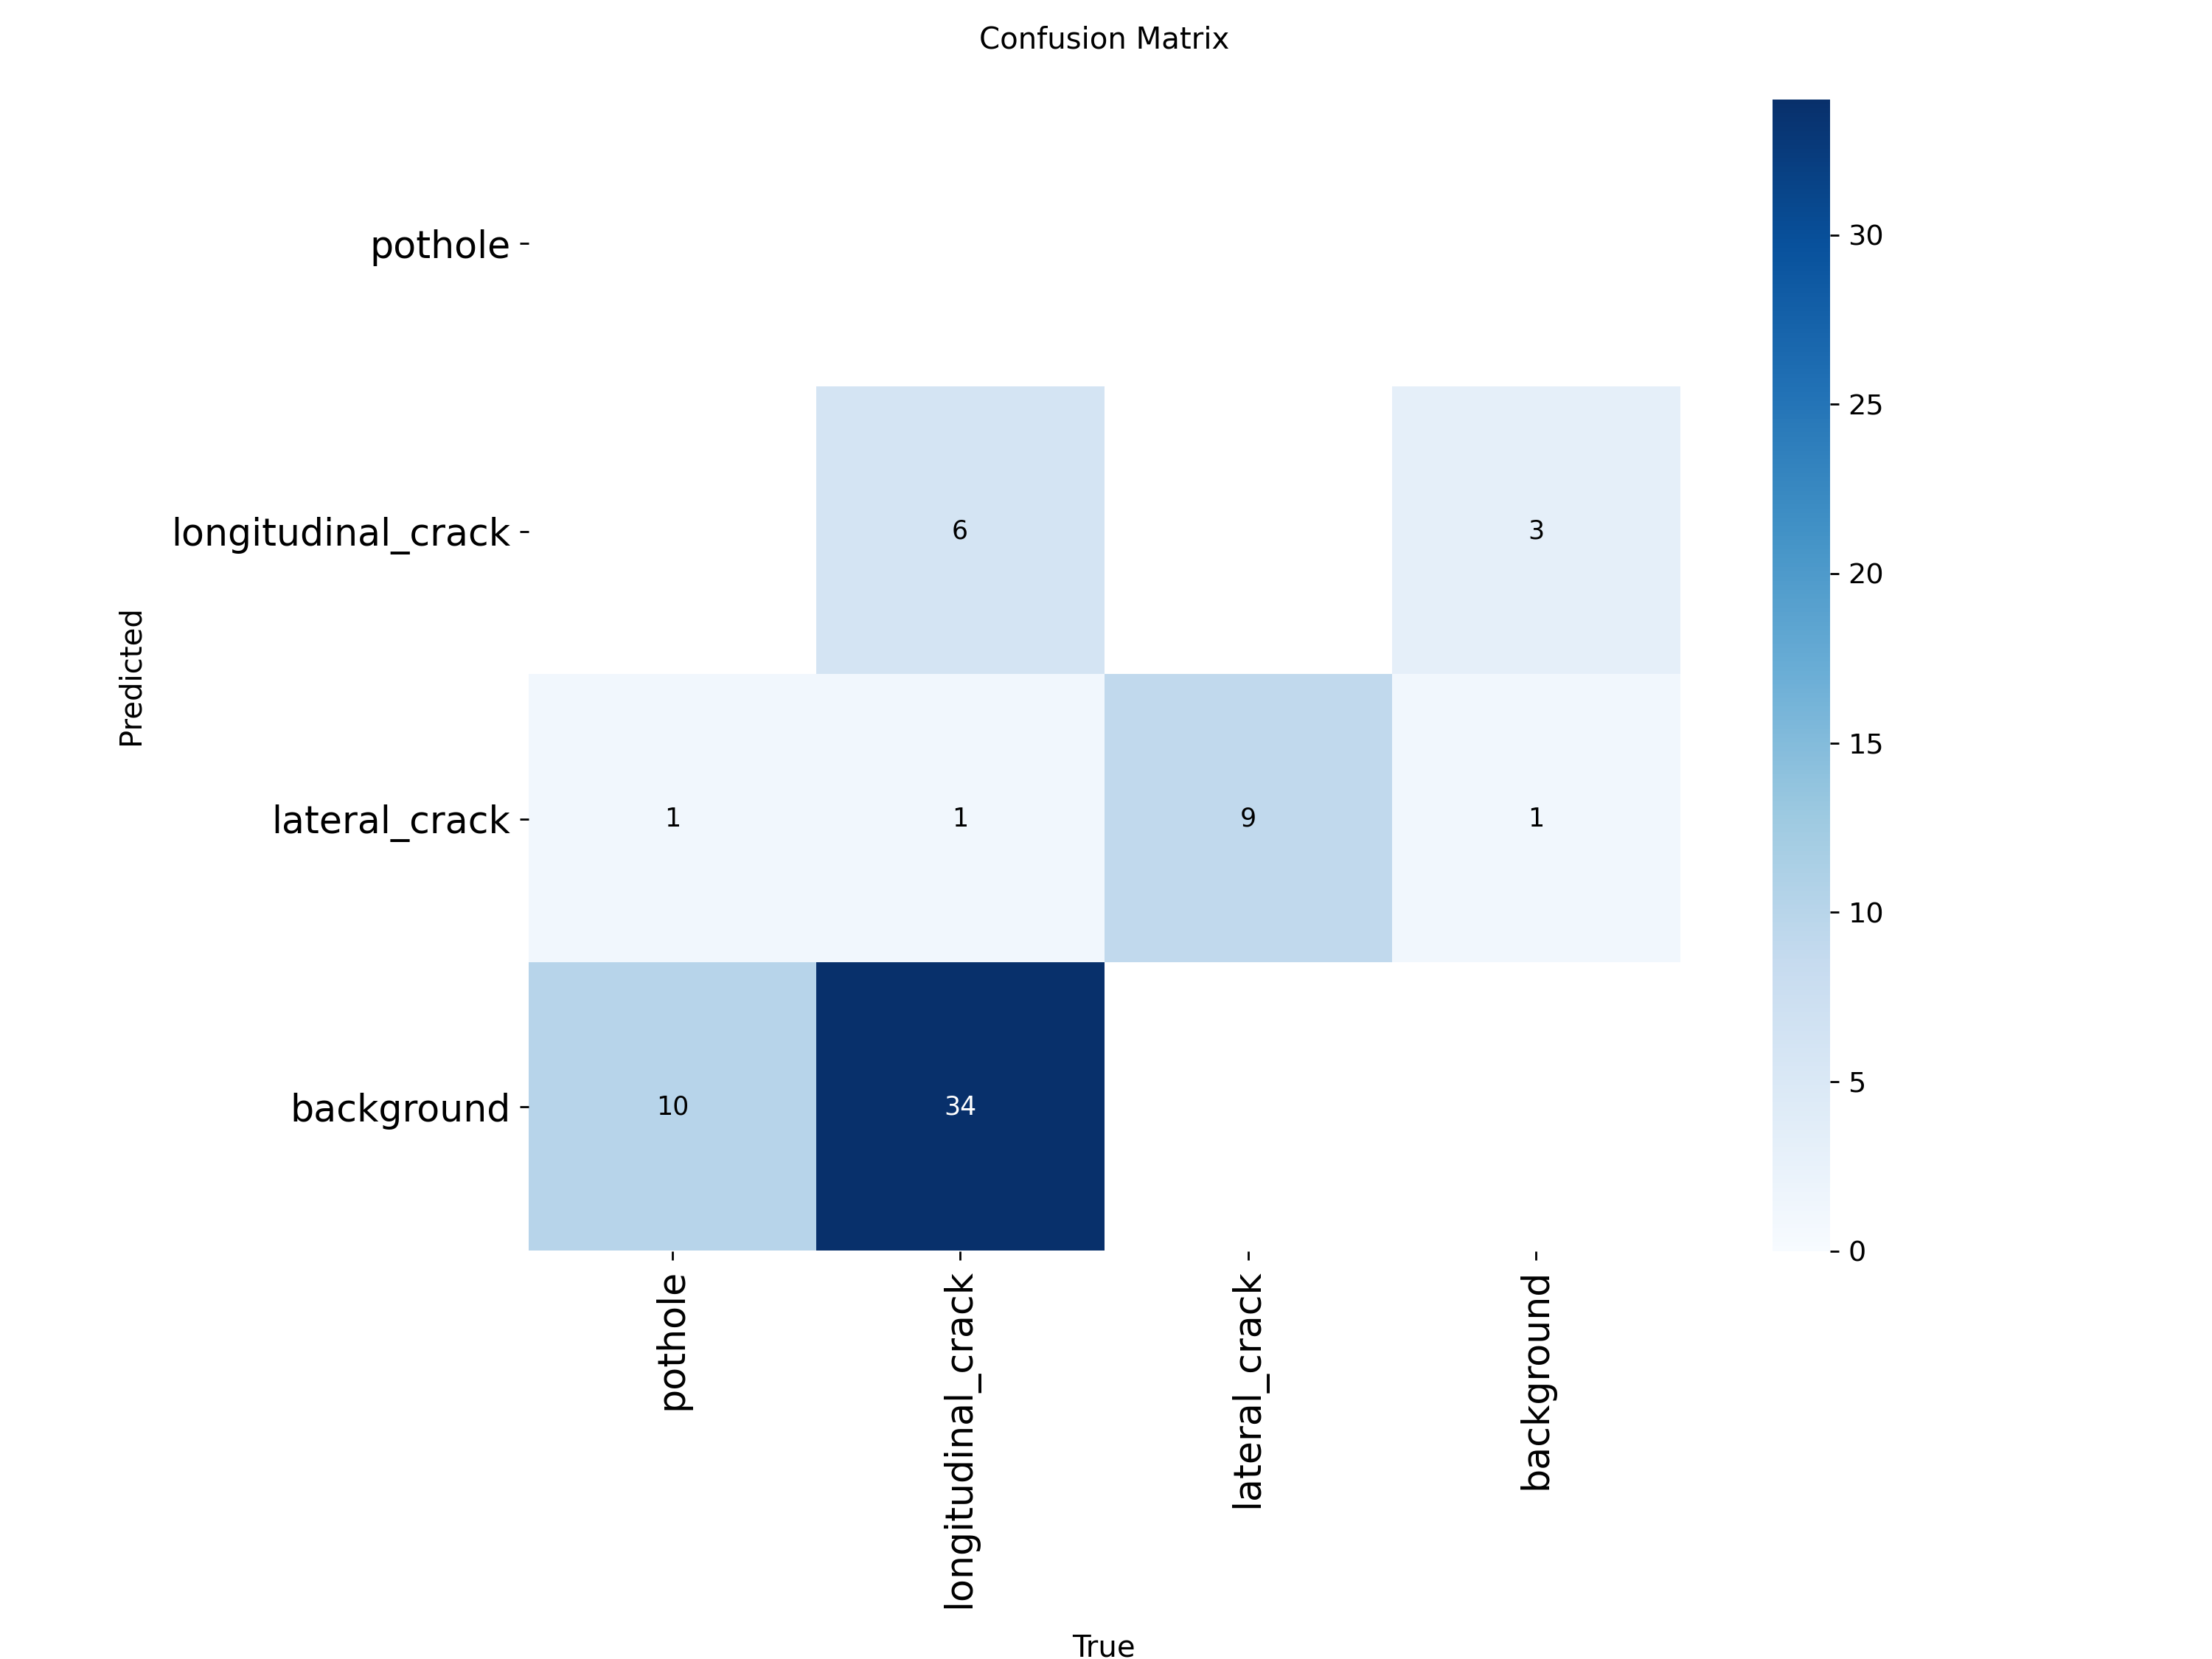 Confusion Matrix
pothole
longitudinal_crack
lateral_crack
background
Predicted
6
3
1
1
9
1
10
34
pothole
longitudinal_crack
lateral_crack
background
True
30
25
20
15
10
5
0